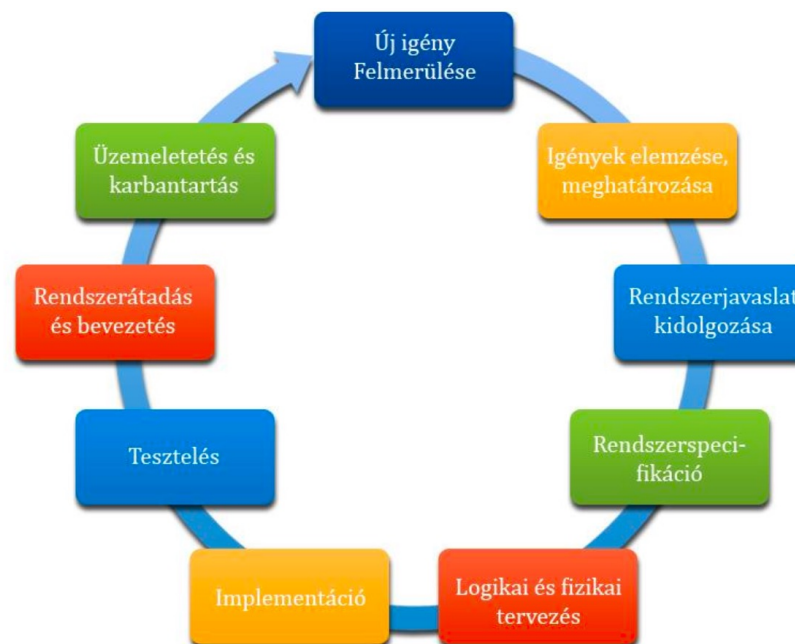 Új igény
Felmerülése
Igények elemzése,
meghatározása
Rendszerjavaslat
kidolgozása
Rendszerspeci-
fikáció
Logikai és fizikai
tervezés
Implementáció
Tesztelés
Rendszerátadás
és bevezetés
Üzemeletetés és
karbantartás